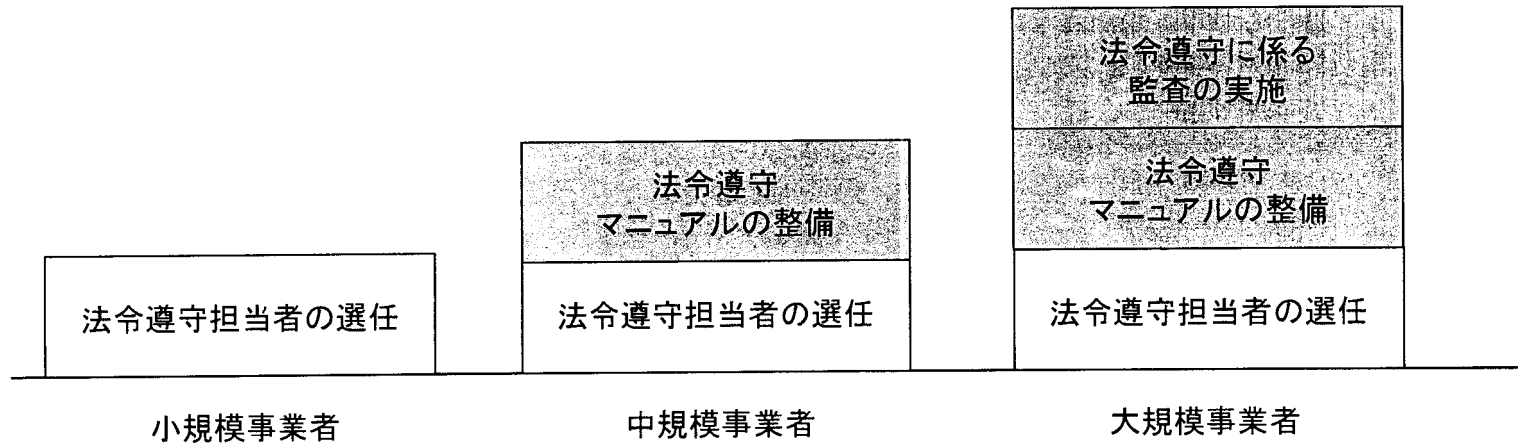 法令遵守担当者の選任
小規模事業者
法令遵守
マニュアルの整備
法令遵守担当者の選任
中規模事業者
法令遵守に係る
監査の実施
法令遵守
マニュアルの整備
法令遵守担当者の選任
大規模事業者